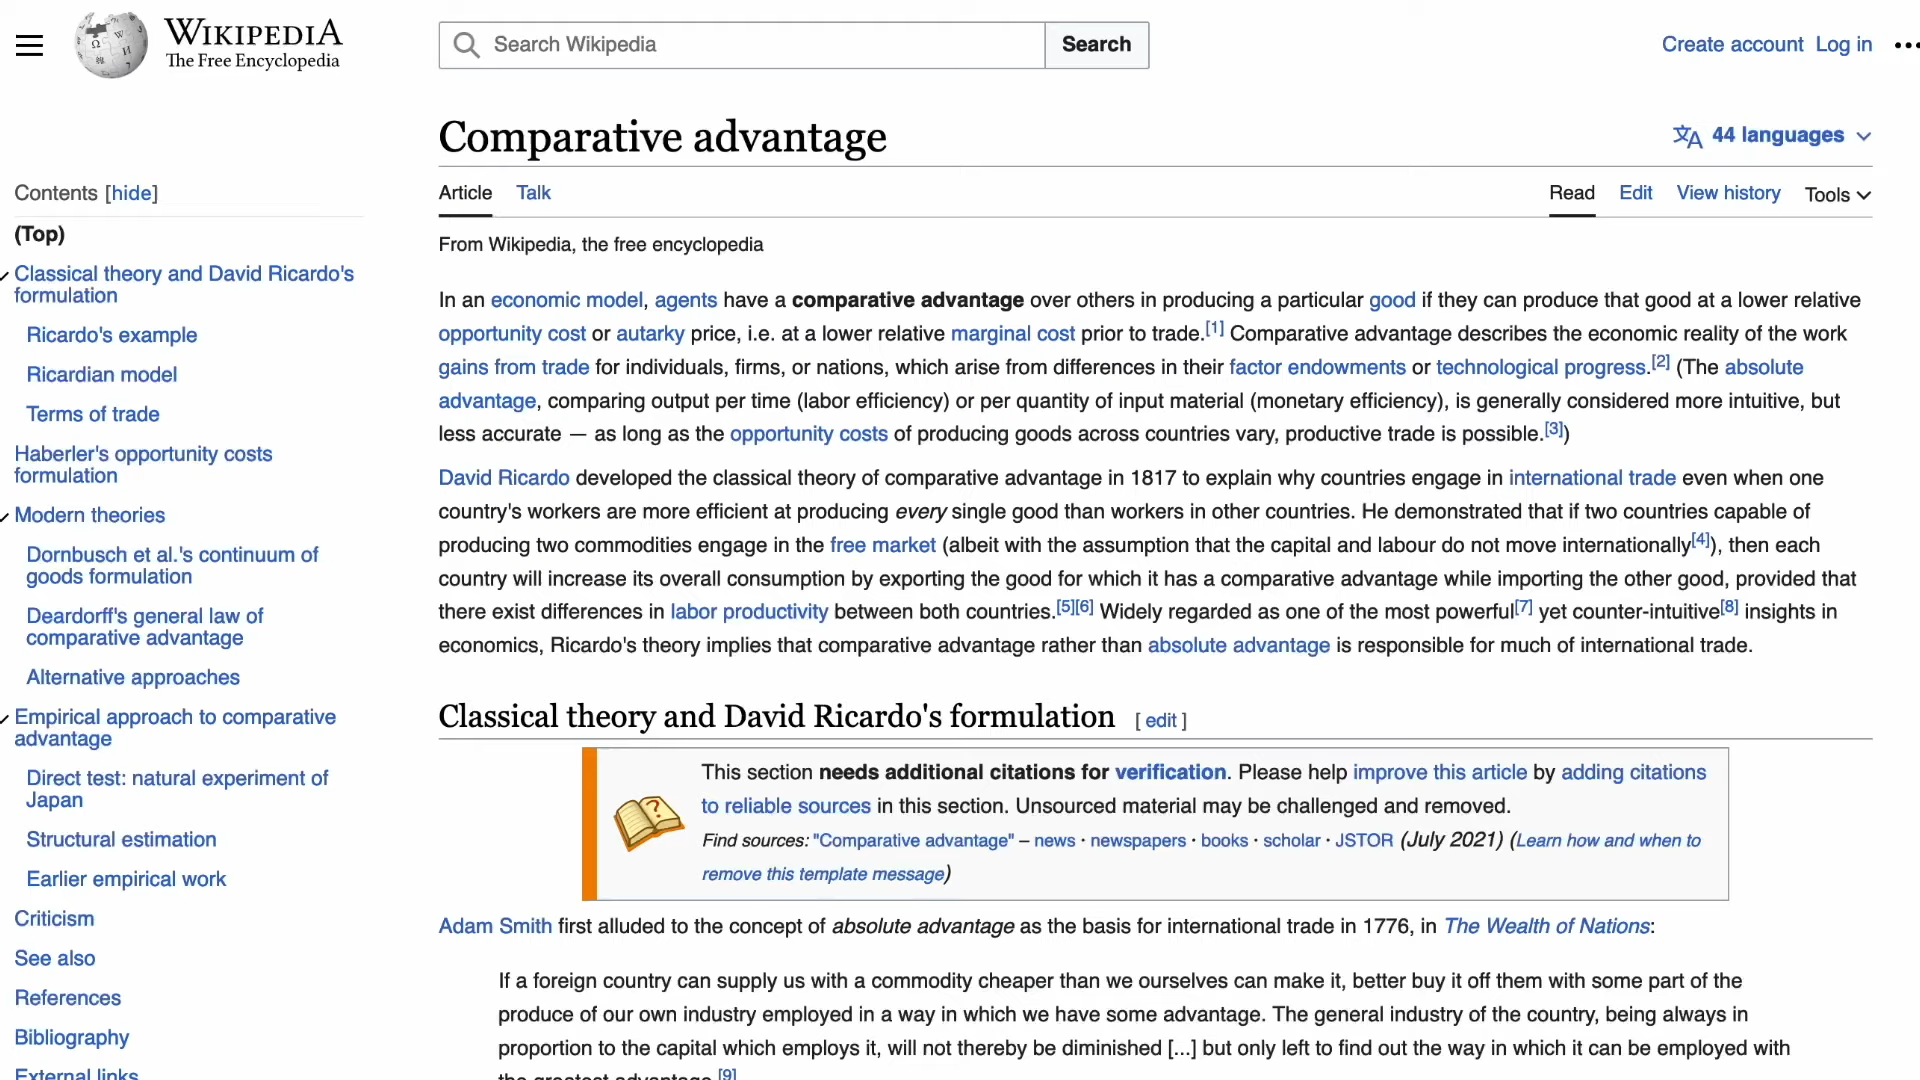 WIKIPEDIA
The Free Encyclopedia
Search Wikipedia
Search
Create account Log in
Comparative advantage
44 languages
Article Talk
Read Edit View history Tools
From Wikipedia, the free encyclopedia
Contents [hide]
(Top)
Classical theory and David Ricardo's
formulation
Ricardo's example
Ricardian model
Terms of trade
Haberler's opportunity costs
formulation
Modern theories
Dornbusch et al.'s continuum of
goods formulation
Deardorff's general law of
comparative advantage
Alternative approaches
Empirical approach to comparative
advantage
Direct test: natural experiment of
Japan
Structural estimation
Earlier empirical work
Criticism
See also
References
Bibliography
External links
In an economic model, agents have a comparative advantage over others in producing a particular good if they can produce that good at a lower relative
opportunity cost or autarky price, i.e. at a lower relative marginal cost prior to trade.[1] Comparative advantage describes the economic reality of the work
gains from trade for individuals, firms, or nations, which arise from differences in their factor endowments or technological progress.[2] (The absolute
advantage, comparing output per time (labor efficiency) or per quantity of input material (monetary efficiency), is generally considered more intuitive, but
less accurate — as long as the opportunity costs of producing goods across countries vary, productive trade is possible.[3])
David Ricardo developed the classical theory of comparative advantage in 1817 to explain why countries engage in international trade even when one
country's workers are more efficient at producing every single good than workers in other countries. He demonstrated that if two countries capable of
producing two commodities engage in the free market (albeit with the assumption that the capital and labour do not move internationally[4]), then each
country will increase its overall consumption by exporting the good for which it has a comparative advantage while importing the other good, provided that
there exist differences in labor productivity between both countries.[5][6] Widely regarded as one of the most powerful[7] yet counter-intuitive[8] insights in
economics, Ricardo's theory implies that comparative advantage rather than absolute advantage is responsible for much of international trade.
Classical theory and David Ricardo's formulation [ edit ]
This section needs additional citations for verification. Please help improve this article by adding citations
to reliable sources in this section. Unsourced material may be challenged and removed.
Find sources: "Comparative advantage" – news · newspapers · books · scholar · JSTOR (July 2021) (Learn how and when to
remove this template message)
Adam Smith first alluded to the concept of absolute advantage as the basis for international trade in 1776, in The Wealth of Nations:
If a foreign country can supply us with a commodity cheaper than we ourselves can make it, better buy it off them with some part of the
produce of our own industry employed in a way in which we have some advantage. The general industry of the country, being always in
proportion to the capital which employs it, will not thereby be diminished [...] but only left to find out the way in which it can be employed with
the greatest advantage.[9]